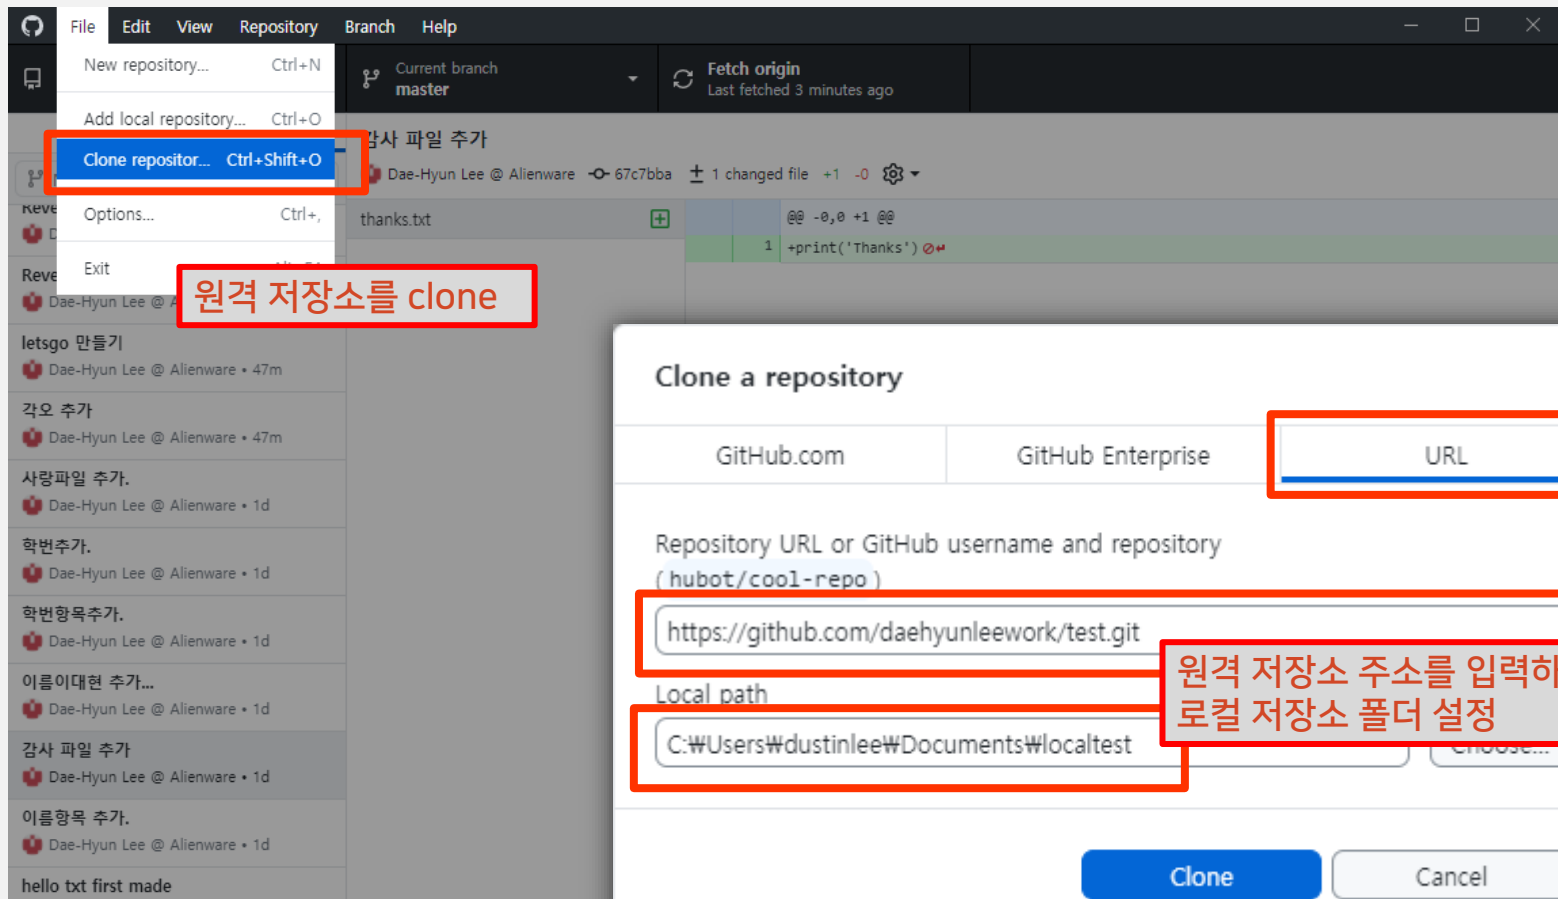 File Edit View Repository Branch Help
New repository... Ctrl+N
Add local repository... Ctrl+O
Clone repositor... Ctrl+Shift+O
Options... Ctrl+,
Exit
Current branch
master
Fetch origin
Last fetched 3 minutes ago
감사 파일 추가
Dae-Hyun Lee @ Alienware 67c7bba 1 changed file +1 -0
thanks.txt
@@ -0,0 +1 @@
1 +print('Thanks')
원격 저장소를 clone
Reve
Reve
Dae-Hyun Lee @
letsgo 만들기
Dae-Hyun Lee @ Alienware • 47m
각오 추가
Dae-Hyun Lee @ Alienware • 47m
사랑파일 추가.
Dae-Hyun Lee @ Alienware • 1d
학번추가.
Dae-Hyun Lee @ Alienware • 1d
학번항목추가.
Dae-Hyun Lee @ Alienware • 1d
이름이대현 추가...
Dae-Hyun Lee @ Alienware • 1d
감사 파일 추가
Dae-Hyun Lee @ Alienware • 1d
이름항목 추가.
Dae-Hyun Lee @ Alienware • 1d
hello txt first made
Clone a repository
GitHub.com GitHub Enterprise URL
Repository URL or GitHub username and repository
(hubot/cool-repo)
https://github.com/daehyunleework/test.git
원격 저장소 주소를 입력하
로컬 저장소 폴더 설정
Local path
C:₩Users₩dustinlee₩Documents₩localtest
Choose...
Clone Cancel